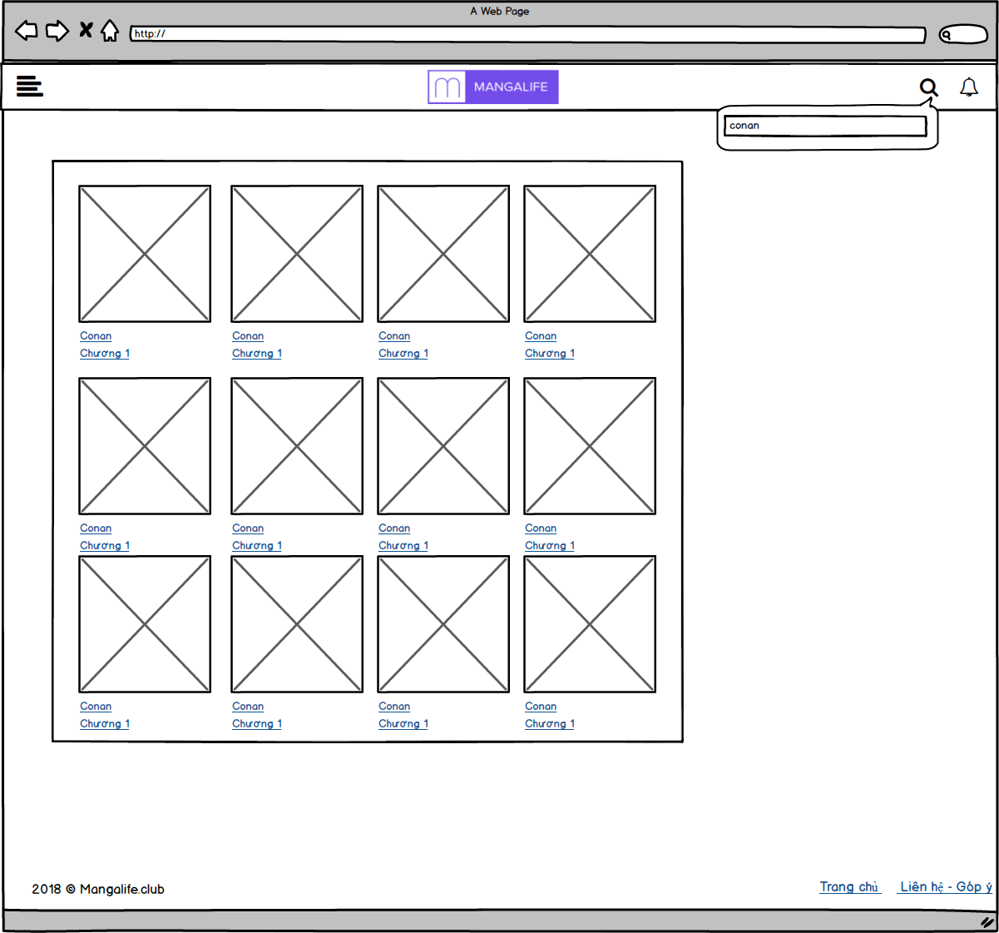 A Web Page
http://
m MANGALIFE
conan
Conan Conan Conan Conan
Chương 1 Chương 1 Chương 1 Chương 1
Conan Conan Conan Conan
Chương 1 Chương 1 Chương 1 Chương 1
Conan Conan Conan Conan
Chương 1 Chương 1 Chương 1 Chương 1
2018 © Mangalife.club
Trang chủ Liên hệ - Góp ý